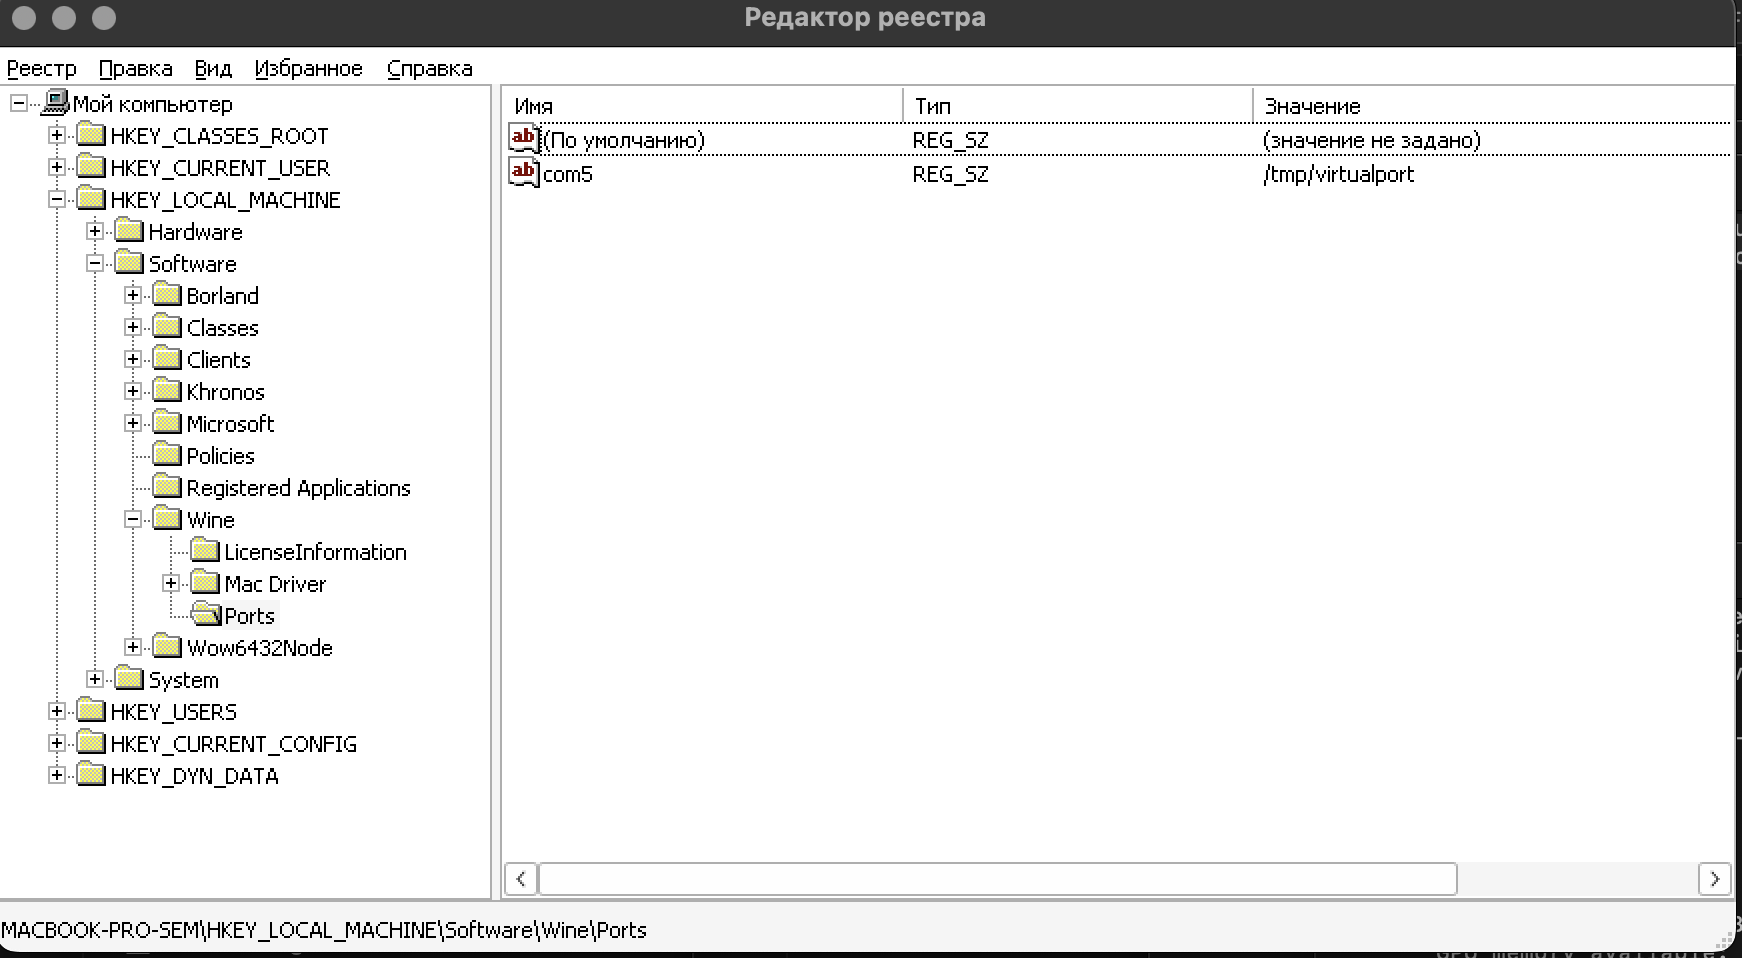 Редактор реестра
Реестр Правка Вид Избранное Справка
Мой компьютер
HKEY_CLASSES_ROOT
HKEY_CURRENT_USER
HKEY_LOCAL_MACHINE
Hardware
Software
Borland
Classes
Clients
Khronos
Microsoft
Policies
Registered Applications
Wine
LicenseInformation
Mac Driver
Ports
Wow6432Node
System
HKEY_USERS
HKEY_CURRENT_CONFIG
HKEY_DYN_DATA
Имя Тип Значение
ab (По умолчанию) REG_SZ (значение не задано)
ab com5 REG_SZ /tmp/virtualport
MACBOOK-PRO-SEM\HKEY_LOCAL_MACHINE\Software\Wine\Ports